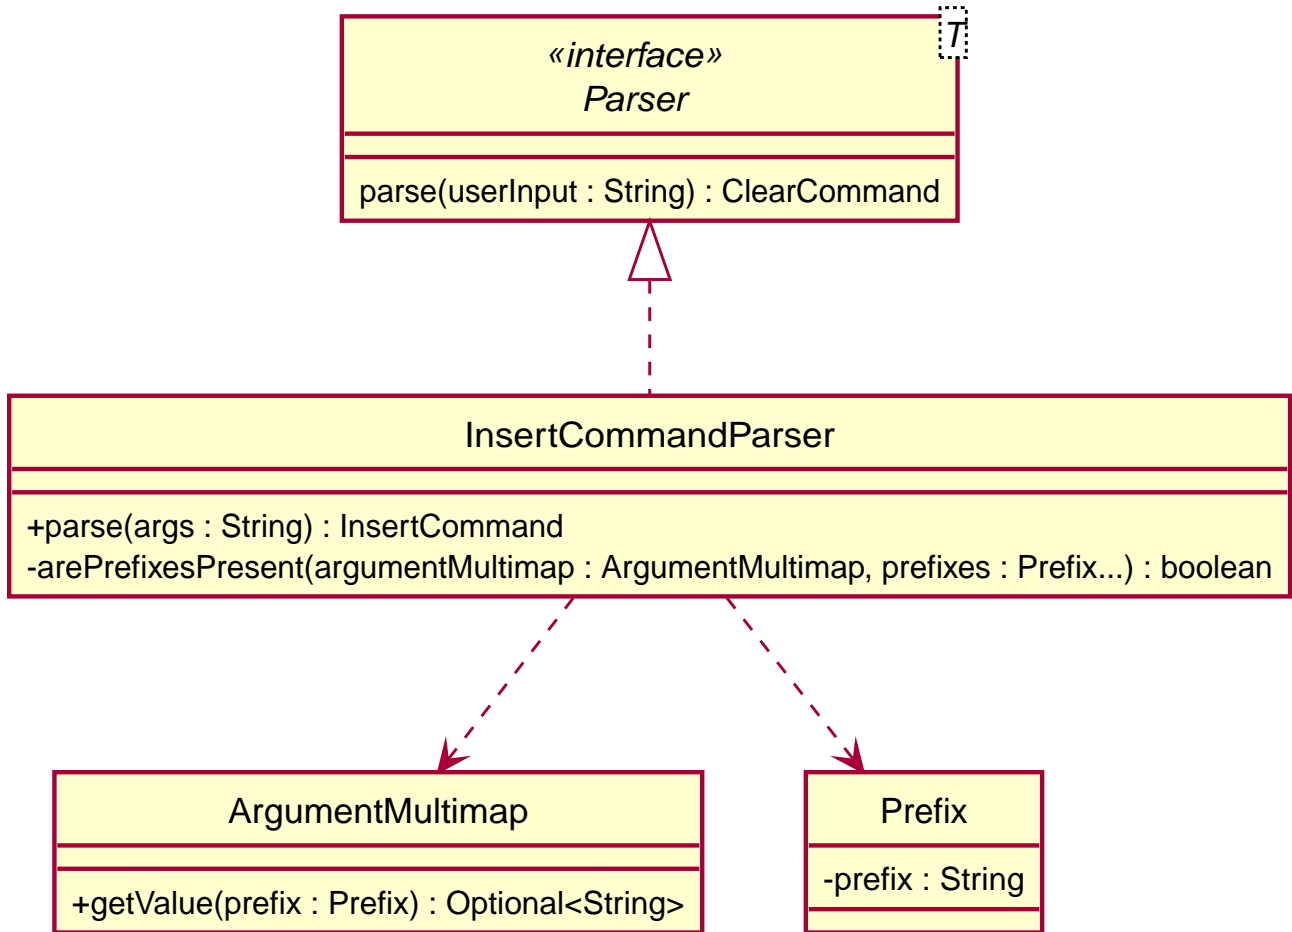 T
«interface»
Parser
parse(userInput : String) : ClearCommand
InsertCommandParser
+parse(args : String) : InsertCommand
-arePrefixesPresent(argumentMultimap : ArgumentMultimap, prefixes : Prefix...) : boolean
ArgumentMultimap
+getValue(prefix : Prefix) : Optional<String>
Prefix
-prefix : String